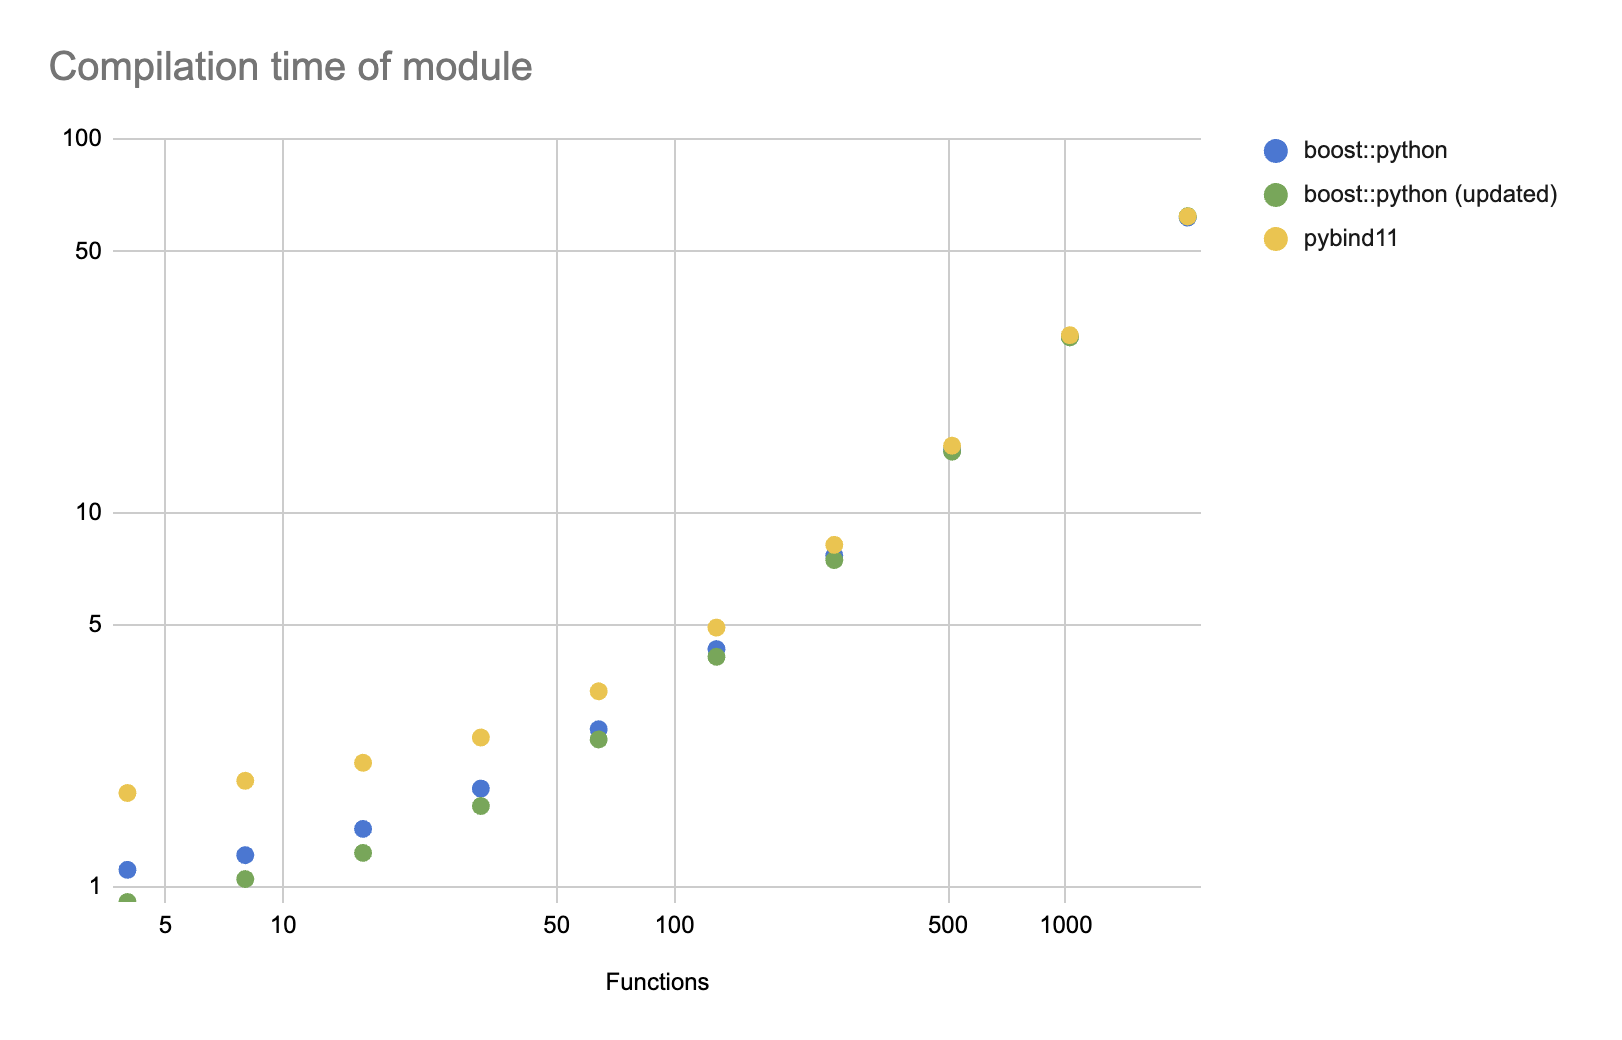 Compilation time of module
100
50
10
5
1
5 10 50 100 500 1000
Functions
boost::python
boost::python (updated)
pybind11